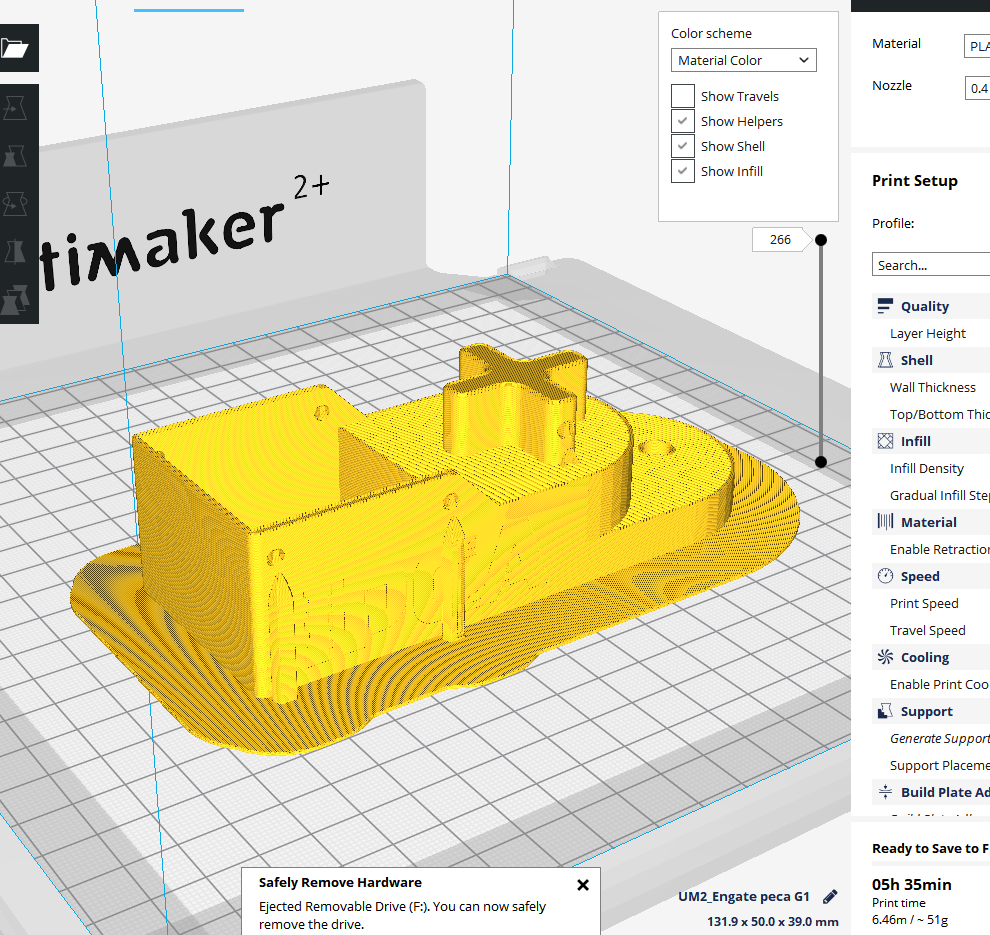 timaker 2+
Color scheme
Material Color
Show Travels
Show Helpers
Show Shell
Show Infill
266
Material
PLA
Nozzle
0.4
Print Setup
Profile:
Search...
Quality
Layer Height
Shell
Wall Thickness
Top/Bottom Thic
Infill
Infill Density
Gradual Infill Step
Material
Enable Retraction
Speed
Print Speed
Travel Speed
Cooling
Enable Print Coo
Support
Generate Support
Support Placeme
Build Plate Ad
Safely Remove Hardware
Ejected Removable Drive (F:). You can now safely
remove the drive.
UM2_Engate peca G1
131.9 x 50.0 x 39.0 mm
Ready to Save to F
05h 35min
Print time
6.46m / ~ 51g